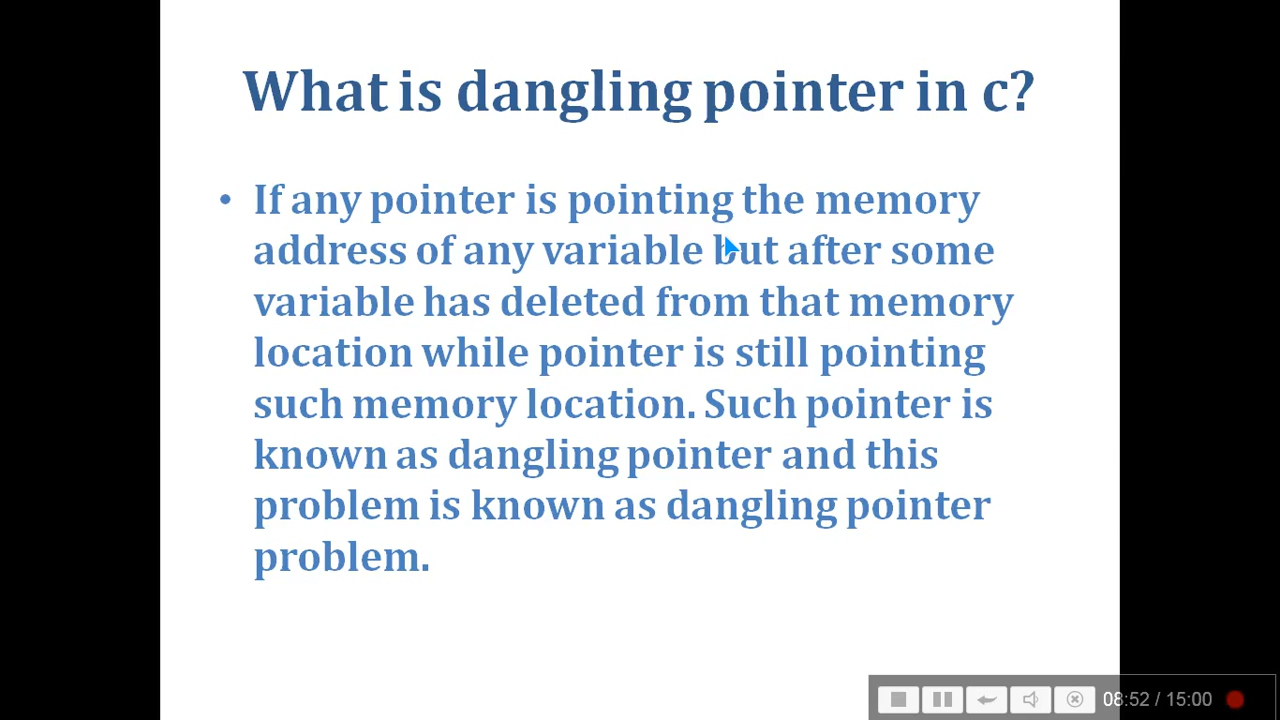 What is dangling pointer in c?
• If any pointer is pointing the memory
address of any variable but after some
variable has deleted from that memory
location while pointer is still pointing
such memory location. Such pointer is
known as dangling pointer and this
problem is known as dangling pointer
problem.
08:52 / 15:00